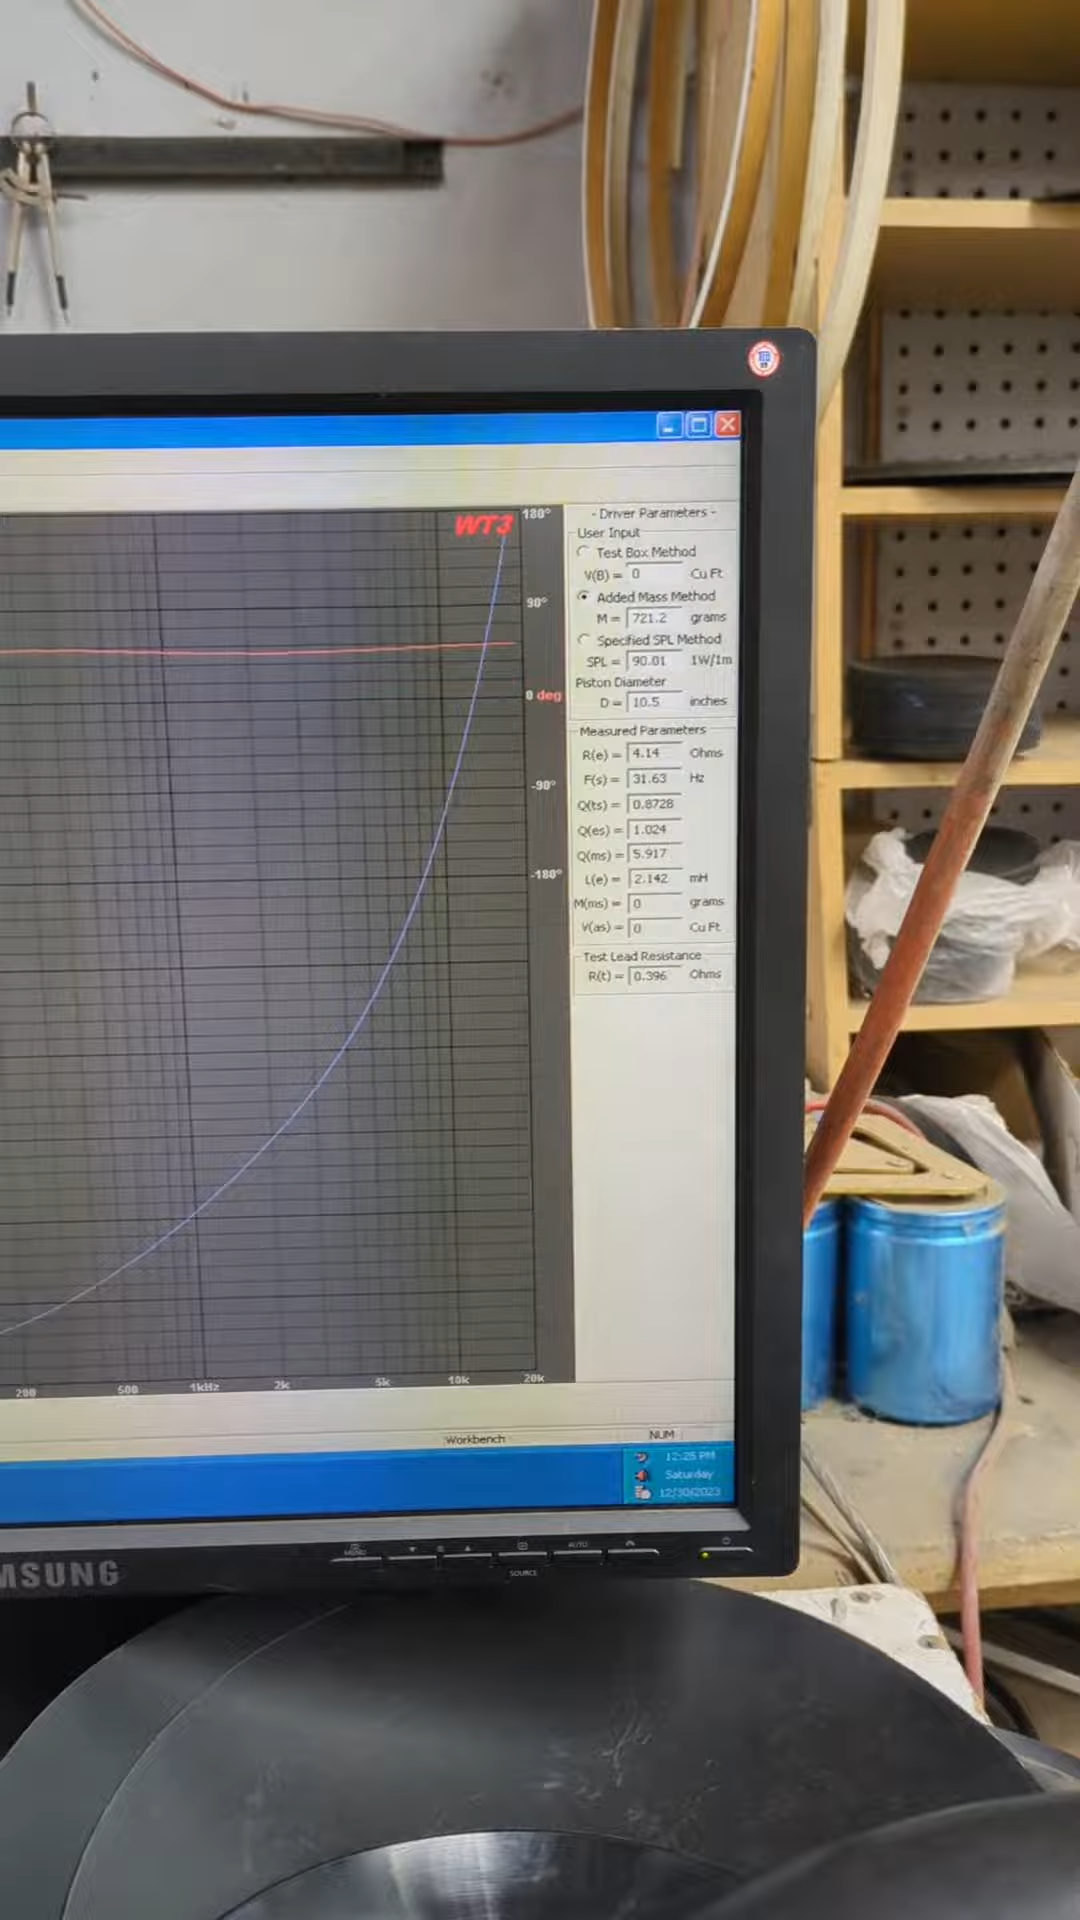 WT3
180°
90°
0 deg
-90°
-180°
200 500 1kHz 2k 5k 10k 20k
- Driver Parameters -
User Input
Test Box Method
V(B) = 0 Cu Ft
Added Mass Method
M = 721.2 grams
Specified SPL Method
SPL = 90.01 1W/1m
Piston Diameter
D = 10.5 inches
Measured Parameters
R(e) = 4.14 Ohms
F(s) = 31.63 Hz
Q(ts) = 0.8728
Q(es) = 1.024
Q(ms) = 5.917
L(e) = 2.142 mH
M(ms) = 0 grams
V(as) = 0 Cu Ft
Test Lead Resistance
R(t) = 0.396 Ohms
Workbench NUM
12:25 PM
Saturday
12/30/2023
MSUNG
MENU AUTO
SOURCE